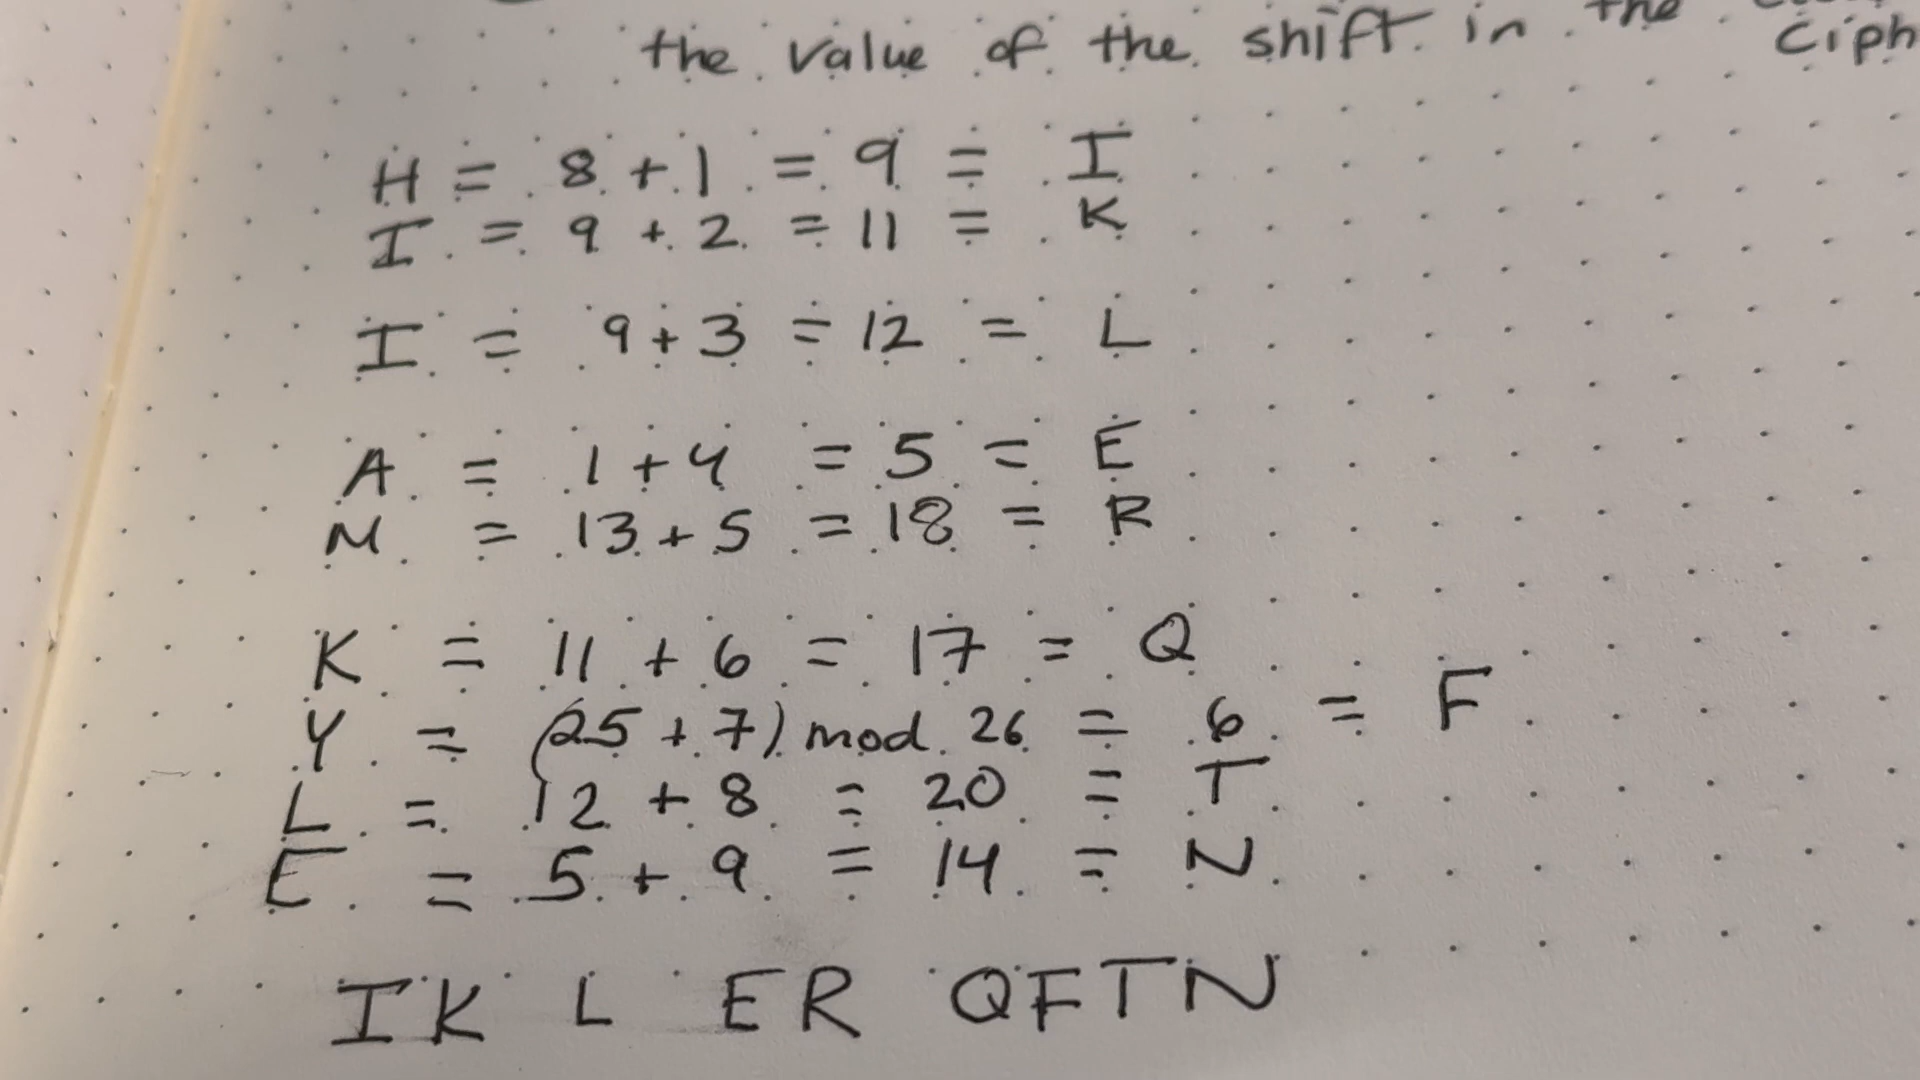 the value of the shift in the
H = 8 + 1 = 9 = I
I = 9 + 2 = 11 = K
I = 9 + 3 = 12 = L
A = 1 + 4 = 5 = E
M = 13 + 5 = 18 = R
K = 11 + 6 = 17 = Q
Y = (25 + 7) mod 26 = 6 = F
L = 12 + 8 = 20 = T
E = 5 + 9 = 14 = N
IK L ER QFTN